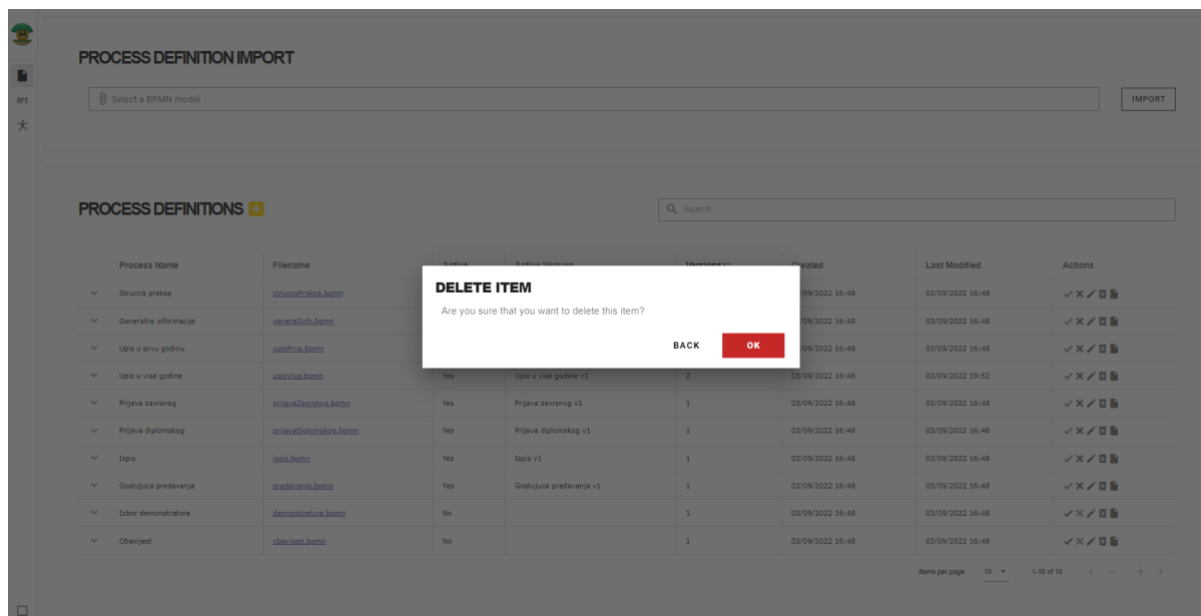 PROCESS DEFINITION IMPORT
RPI
Select a BPMN model
IMPORT
PROCESS DEFINITIONS
Search
Process Name Filename Active Active Version Versions Created Last Modified Actions
Strucna praksa strucnaPraksa.bpmn 03/09/2022 16:48 03/09/2022 16:48
Generalne informacije generalInfo.bpmn 03/09/2022 16:48 03/09/2022 16:48
Upis u prvu godinu upisPrva.bpmn 03/09/2022 16:48 03/09/2022 16:48
DELETE ITEM
Are you sure that you want to delete this item?
BACK OK
Upis u vise godine upisVise.bpmn Yes Upis u vise godine v1 2 03/09/2022 16:48 03/09/2022 19:52
Prijava zavrsnog prijavaZavrsnog.bpmn Yes Prijava zavrsnog v1 1 03/09/2022 16:48 03/09/2022 16:48
Prijava diplomskog prijavaDiplomskog.bpmn Yes Prijava diplomskog v1 1 03/09/2022 16:48 03/09/2022 16:48
Ispis ispis.bpmn Yes Ispis v1 1 03/09/2022 16:48 03/09/2022 16:48
Gostujuca predavanja predavanja.bpmn Yes Gostujuca predavanja v1 1 03/09/2022 16:48 03/09/2022 16:48
Izbor demonstratora demonstratura.bpmn No 1 03/09/2022 16:48 03/09/2022 16:48
Obavijest obavijest.bpmn No 1 03/09/2022 16:48 03/09/2022 16:48
Items per page 10 1-10 of 10